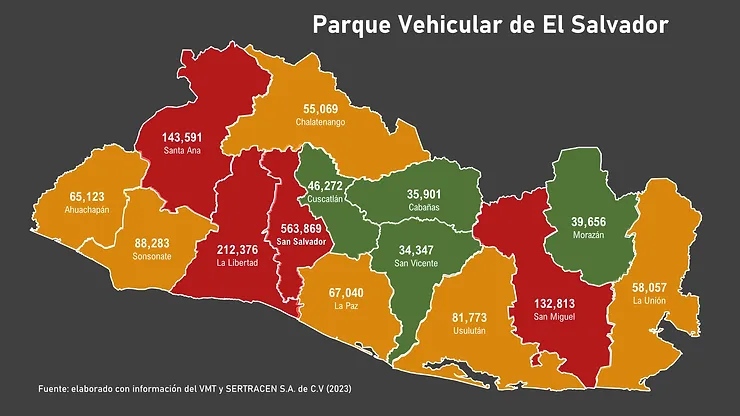 Parque Vehicular de El Salvador
55,069
Chalatenango
143,591
Santa Ana
65,123
Ahuachapán
88,283
Sonsonate
212,376
La Libertad
563,869
San Salvador
46,272
Cuscatlán
35,901
Cabañas
34,347
San Vicente
67,040
La Paz
81,773
Usulután
132,813
San Miguel
39,656
Morazán
58,057
La Unión
Fuente: elaborado con información del VMT y SERTRACEN S.A. de C.V (2023)